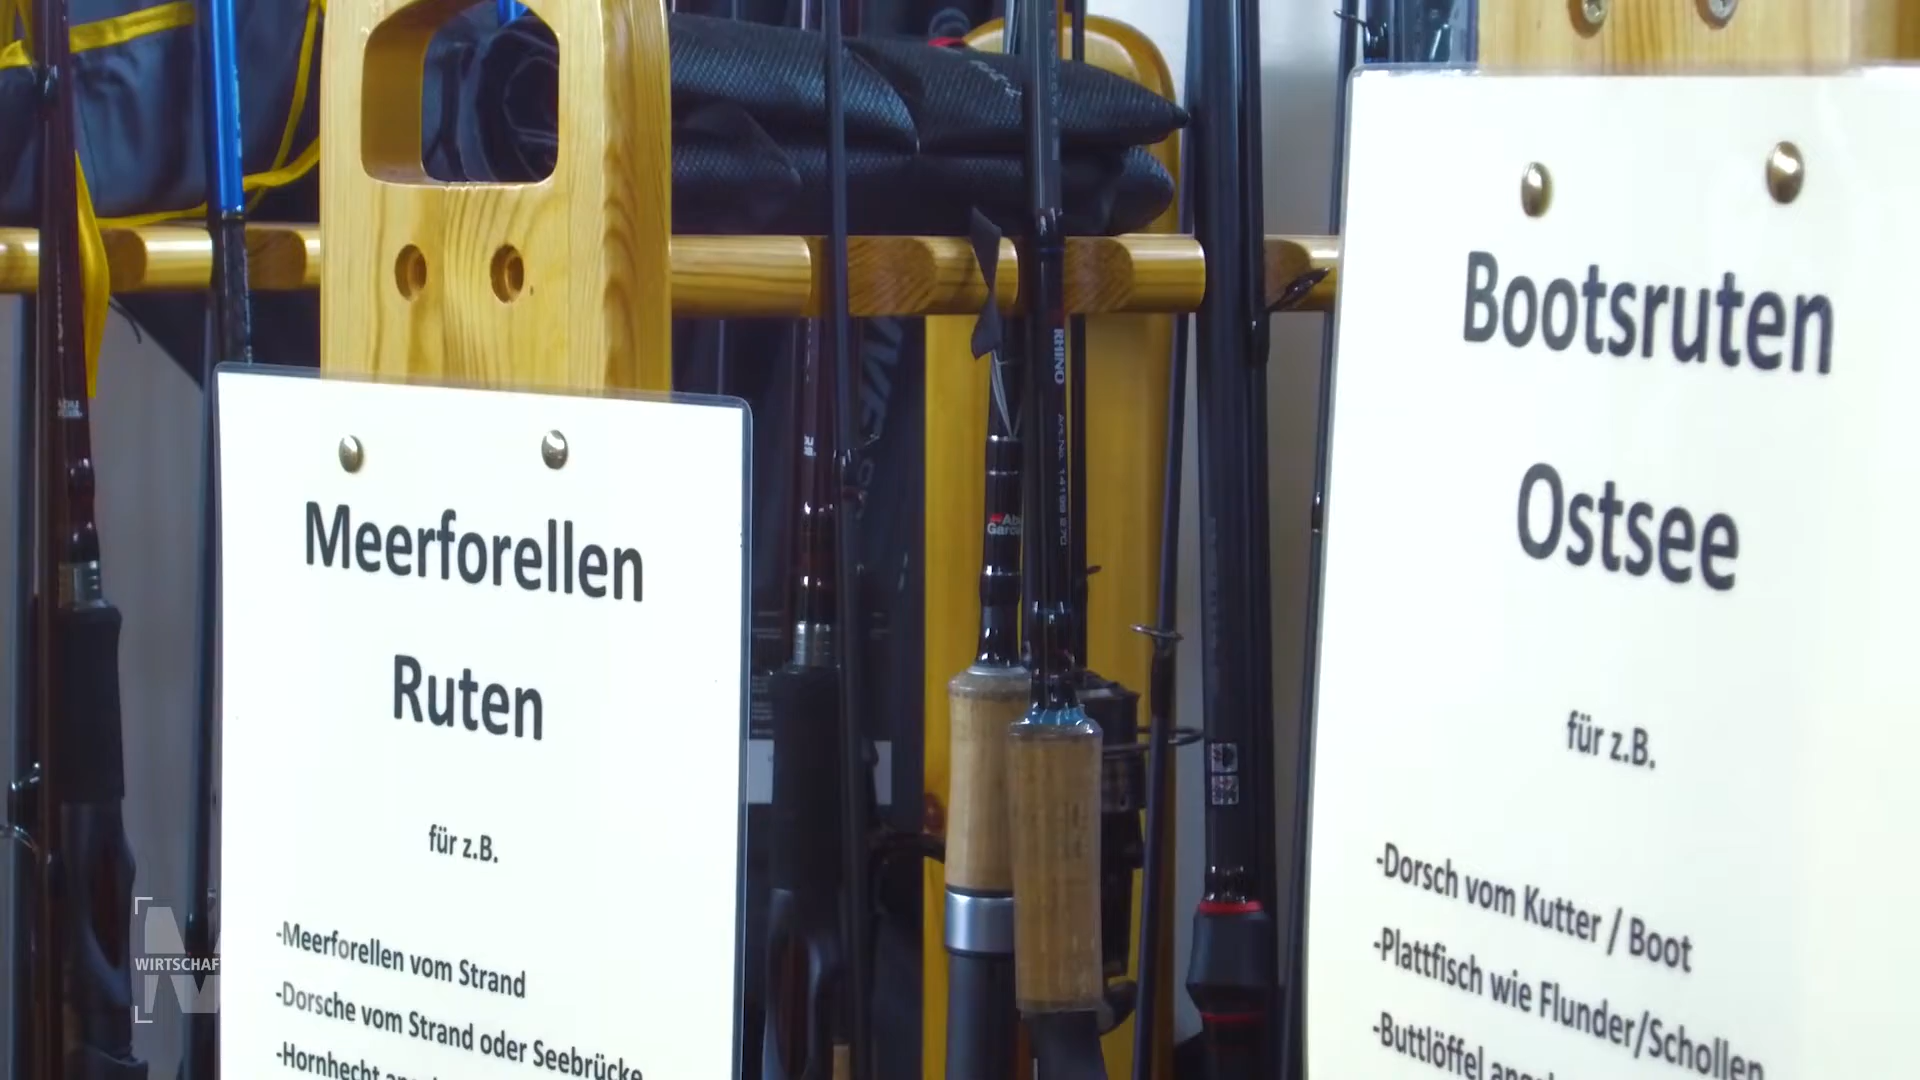 Meerforellen
Ruten
für z.B.
-Meerforellen vom Strand
-Dorsche vom Strand oder Seebrücke
-Hornhecht
Bootsruten
Ostsee
für z.B.
-Dorsch vom Kutter / Boot
-Plattfisch wie Flunder/Schollen
-Buttlöffel
RHINO
Abu
WIRTSCHAF